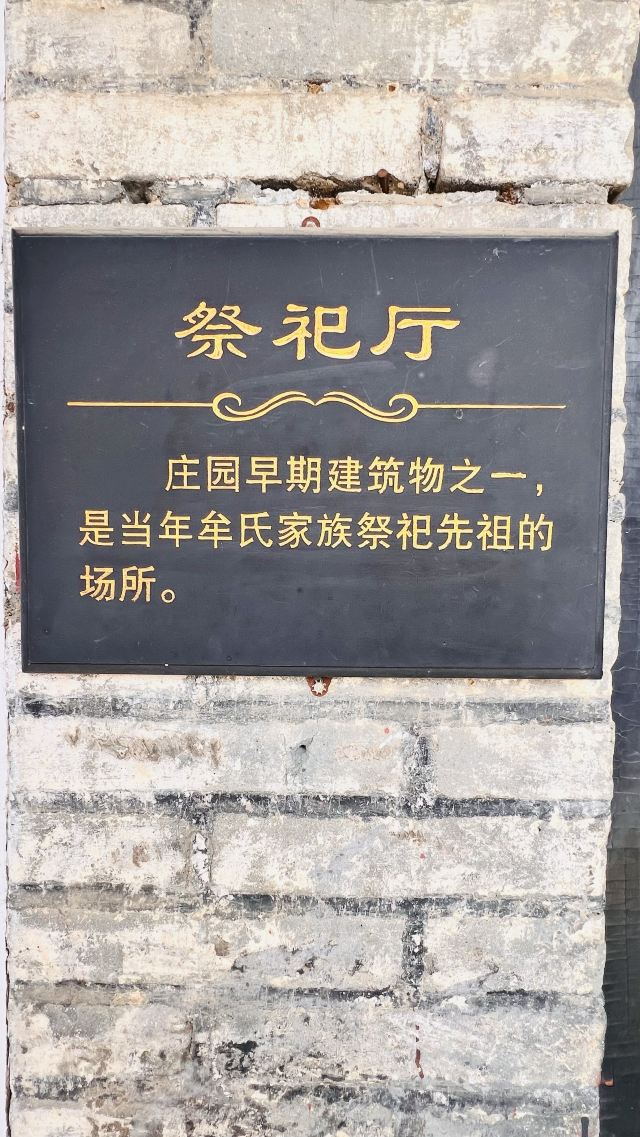 祭祀厅
庄园早期建筑物之一，
是当年牟氏家族祭祀先祖的
场所。